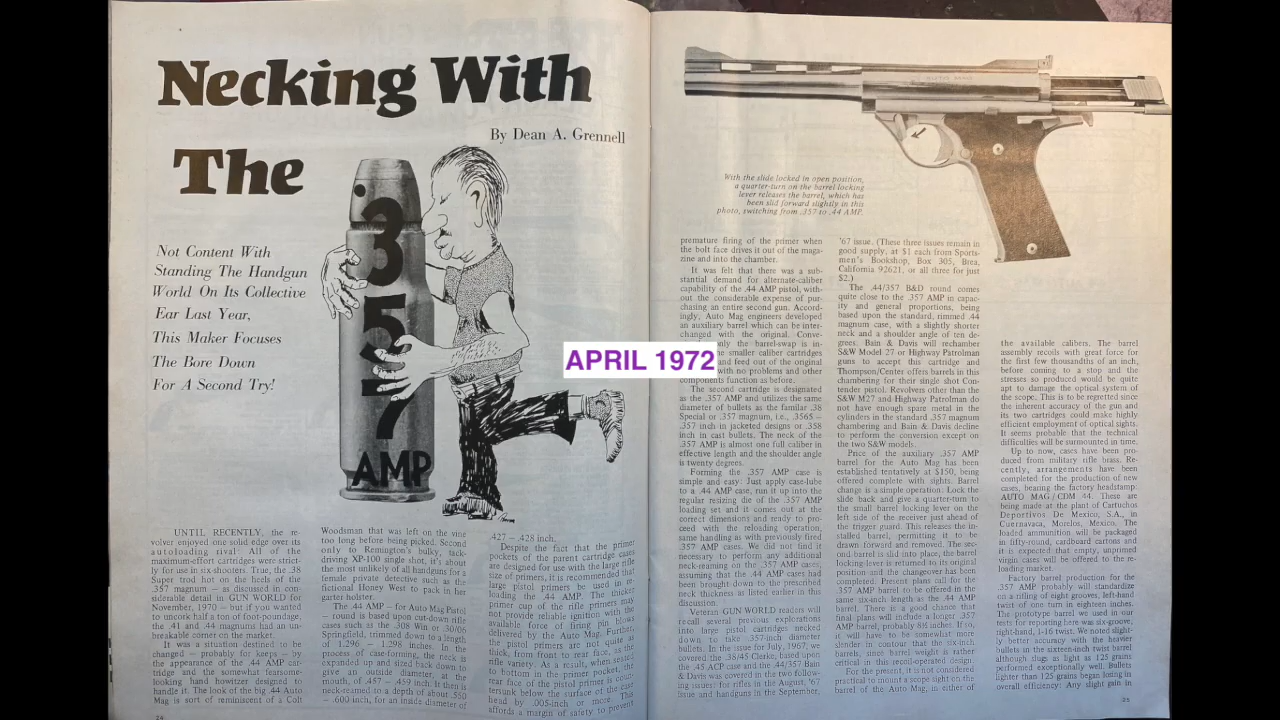 Necking With
The
By Dean A. Grennell
Not Content With
Standing The Handgun
World On Its Collective
Ear Last Year,
This Maker Focuses
The Bore Down
For A Second Try!
357
AMP
UNTIL RECENTLY, the re-
volver enjoyed one solid edge over its
autoloading rival: All of the
maximum-effort cartridges were strict-
ly for use in six-shooters. True, the .38
Super trod hot on the heels of the
.357 magnum — as discussed in con-
siderable detail in GUN WORLD for
November, 1970 — but if you wanted
to uncork half a ton of foot-poundage,
the .41 and .44 magnums had an un-
breakable corner on the market.
It was a situation destined to be
changed — probably for keeps — by
the appearance of the .44 AMP car-
tridge and the somewhat fearsome-
looking hand howitzer designed to
handle it. The look of the big .44 Auto
Mag is sort of reminiscent of a Colt
24
Woodsman that was left on the vine
too long before being picked. Second
only to Remington's bulky, tack-
driving XP-100 single shot, it's about
the most unlikely of all handguns for a
female private detective such as the
fictional Honey West to pack in her
garter holster.
The .44 AMP — for Auto Mag Pistol
— round is based upon cut-down rifle
cases such as the .308 Win or 30/06
Springfield, trimmed down to a length
of 1.296 — 1.298 inches. In the
process of case-forming, the neck is
expanded up and sized back down to
give an outside diameter, at the
mouth, of .457 — .459 inch. It then is
neck-reamed to a depth of about .550
— .600 inch, for an inside diameter of
.427 — .428 inch.
Despite the fact that the primer
pockets of the parent cartridge cases
are designed for use with the large rifle
size of primers, it is recommended that
large pistol primers be used in re-
loading the .44 AMP. The thicker
primer cup of the rifle primers may
not provide reliable ignition with the
available force of firing pin blows
delivered by the Auto Mag. Further,
the pistol primers are not quite as
thick, from front to rear face, as the
rifle variety. As a result, when seated
to bottom in the primer pocket, the
rear face of the pistol primer is coun-
tersunk below the surface of the case
head by .005-inch or more. This
affords a margin of safety to prevent
With the slide locked in open position,
a quarter-turn on the barrel locking
lever releases the barrel, which has
been slid forward slightly in this
photo, switching from .357 to .44 AMP.
premature firing of the primer when
the bolt face drives it out of the maga-
zine and into the chamber.
It was felt that there was a sub-
stantial demand for alternate-caliber
capability of the .44 AMP pistol, with-
out the considerable expense of pur-
chasing an entire second gun. Accord-
ingly, Auto Mag engineers developed
an auxiliary barrel which can be inter-
changed with the original. Conve-
only the barrel-swap is in-
he smaller caliber cartridges
and feed out of the original
with no problems and other
components function as before.
The second cartridge is designated
as the .357 AMP and utilizes the same
diameter of bullets as the familar .38
Special or .357 magnum, i.e., .3565 —
.357 inch in jacketed designs or .358
inch in cast bullets. The neck of the
.357 AMP is almost one full caliber in
effective length and the shoulder angle
is twenty degrees.
Forming the .357 AMP case is
simple and easy: Just apply case-lube
to a .44 AMP case, run it up into the
regular resizing die of the .357 AMP
loading set and it comes out at the
correct dimensions and ready to pro-
ceed with the reloading operation,
same handling as with previously fired
.357 AMP cases. We did not find it
necessary to perform any additional
neck-reaming on the .357 AMP cases,
assuming that the .44 AMP cases had
been brought down to the prescribed
neck thickness as listed earlier in this
discussion.
Veteran GUN WORLD readers will
recall several previous explorations
into large pistol cartridges necked
down to take .357-inch diameter
bullets. In the issue for July, 1967, we
covered the .38/45 Clerke, based upon
the .45 ACP case and the .44/357 Bain
& Davis was covered in the two follow-
ing issues: for rifles in the August, '67
issue and handguns in the September,
'67 issue. (These three issues remain in
good supply, at $1 each from Sports-
men's Bookshop, Box 305, Brea,
California 92621, or all three for just
$2.)
The .44/357 B&D round comes
quite close to the .357 AMP in capac-
ity and general proportions, being
based upon the standard, rimmed .44
magnum case, with a slightly shorter
neck and a shoulder angle of ten de-
grees. Bain & Davis will rechamber
S&W Model 27 or Highway Patrolman
guns to accept this cartridge and
Thompson/Center offers barrels in this
chambering for their single shot Con-
tender pistol. Revolvers other than the
S&W M27 and Highway Patrolman do
not have enough spare metal in the
cylinders in the standard .357 magnum
chambering and Bain & Davis decline
to perform the conversion except on
the two S&W models.
Price of the auxiliary .357 AMP
barrel for the Auto Mag has been
established tentatively at $150, being
offered complete with sights. Barrel
change is a simple operation: Lock the
slide back and give a quarter-turn to
the small barrel locking lever on the
left side of the receiver just ahead of
the trigger guard. This releases the in-
stalled barrel, permitting it to be
drawn forward and removed. The sec-
ond barrel is slid into place, the barrel
locking lever is returned to its original
position and the changeover has been
completed. Present plans call for the
.357 AMP barrel to be offered in the
same six-inch length as the .44 AMP
barrel. There is a good chance that
final plans will include a longer .357
AMP barrel, probably 8½ inches. If so,
it will have to be somewhat more
slender in contour that the six-inch
barrels, since barrel weight is rather
critical in this recoil-operated design.
For the present, it is not considered
practical to mount a scope sight on the
barrel of the Auto Mag, in either of
the available calibers. The barrel
assembly recoils with great force for
the first few thousandths of an inch,
before coming to a stop and the
stresses so produced would be quite
apt to damage the optical system of
the scope. This is to be regretted since
the inherent accuracy of the gun and
its two cartridges could make highly
efficient employment of optical sights.
It seems probable that the technical
difficulties will be surmounted in time.
Up to now, cases have been pro-
duced from military rifle brass. Re-
cently, arrangements have been
completed for the production of new
cases, bearing the factory headstamp:
AUTO MAG/CDM 44. These are
being made at the plant of Cartuchos
Deportivos De Mexico, S.A., in
Cuernavaca, Morelos, Mexico. The
loaded ammunition will be packaged
in fifty-round, cardboard cartons and
it is expected that empty, unprimed
virgin cases will be offered to the re-
loading market.
Factory barrel production for the
.357 AMP probably will standardize
on a rifling of eight grooves, left-hand
twist of one turn in eighteen inches.
The prototype barrel we used in our
tests for reporting here was six-groove,
right-hand, 1-16 twist. We noted slight-
ly better accuracy with the heavier
bullets in the sixteen-inch twist barrel
although slugs as light as 125 grains
performed exceptionally well. Bullets
lighter than 125 grains began losing in
overall efficiency: Any slight gain in
25
APRIL 1972